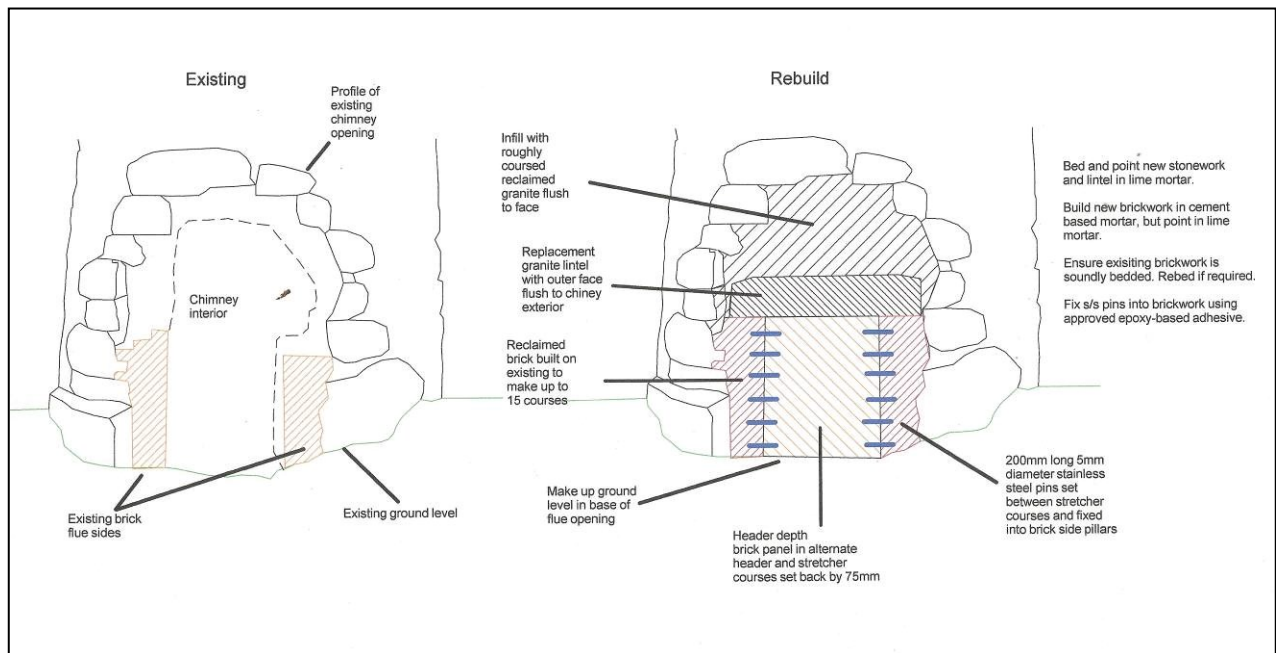 Existing
Profile of
existing
chimney
opening
Chimney
interior
Existing brick
flue sides
Existing ground level
Rebuild
Infill with
roughly
coursed
reclaimed
granite flush
to face
Replacement
granite lintel
with outer face
flush to chiney
exterior
Reclaimed
brick built on
existing to
make up to
15 courses
Make up ground
level in base of
flue opening
Header depth
brick panel in alternate
header and stretcher
courses set back by 75mm
200mm long 5mm
diameter stainless
steel pins set
between stretcher
courses and fixed
into brick side pillars
Bed and point new stonework
and lintel in lime mortar.
Build new brickwork in cement
based mortar, but point in lime
mortar.
Ensure exisiting brickwork is
soundly bedded. Rebed if required.
Fix s/s pins into brickwork using
approved epoxy-based adhesive.